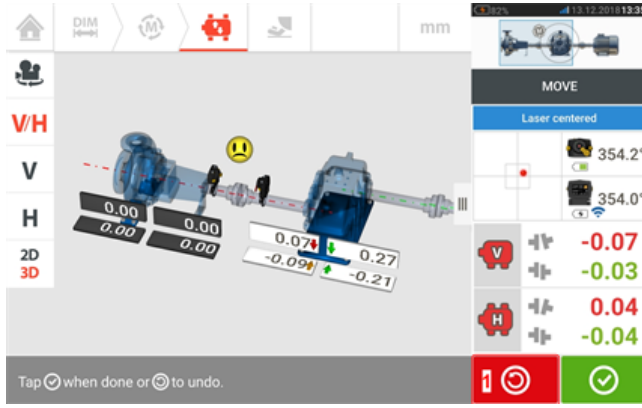 82%
13.12.2018 13:39
DIM
M
mm
MOVE
Laser centered
V/H
V
H
2D
3D
354.2°
354.0°
0.00
0.00
0.00
0.00
0.07
0.27
-0.09
-0.21
V
-0.07
-0.03
H
0.04
-0.04
Tap when done or to undo.
1